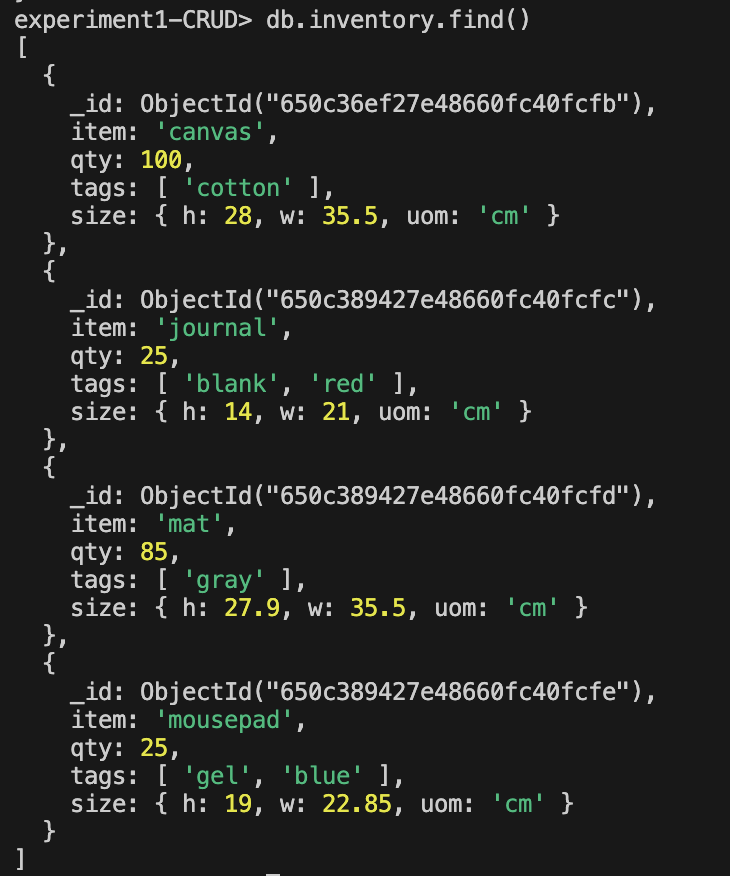 experiment1-CRUD> db.inventory.find()
[
  {
    _id: ObjectId("650c36ef27e48660fc40fcfb"),
    item: 'canvas',
    qty: 100,
    tags: [ 'cotton' ],
    size: { h: 28, w: 35.5, uom: 'cm' }
  },
  {
    _id: ObjectId("650c389427e48660fc40fcfc"),
    item: 'journal',
    qty: 25,
    tags: [ 'blank', 'red' ],
    size: { h: 14, w: 21, uom: 'cm' }
  },
  {
    _id: ObjectId("650c389427e48660fc40fcfd"),
    item: 'mat',
    qty: 85,
    tags: [ 'gray' ],
    size: { h: 27.9, w: 35.5, uom: 'cm' }
  },
  {
    _id: ObjectId("650c389427e48660fc40fcfe"),
    item: 'mousepad',
    qty: 25,
    tags: [ 'gel', 'blue' ],
    size: { h: 19, w: 22.85, uom: 'cm' }
  }
]